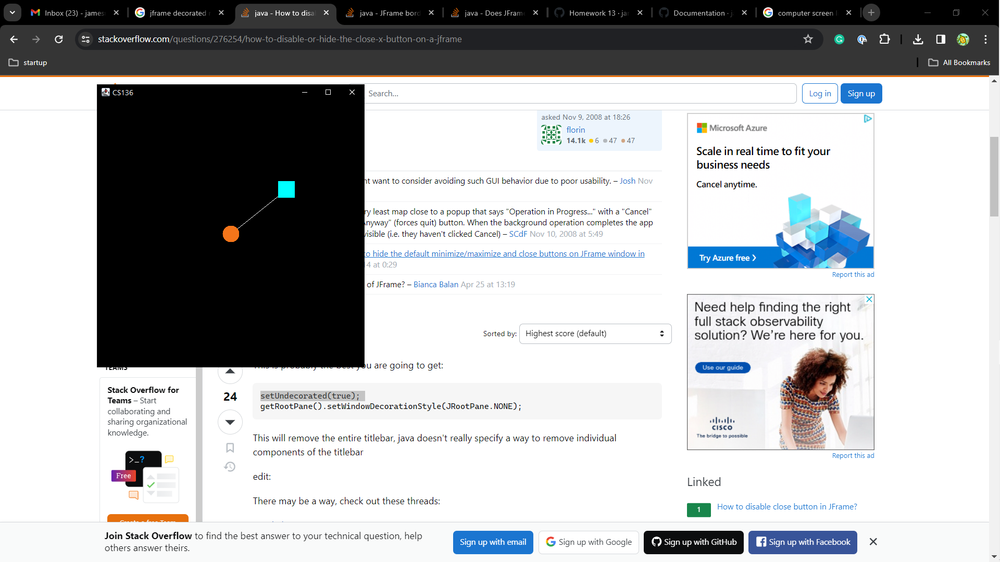 Inbox (23) - james
jframe decorated
java - How to disa
java - JFrame bord
java - Does JFrame
Homework 13 · ja
Documentation · j
computer screen
stackoverflow.com/questions/276254/how-to-disable-or-hide-the-close-x-button-on-a-jframe
startup
All Bookmarks
CS136
Search...
Log in
Sign up
asked Nov 9, 2008 at 18:26
florin
14.1k 6 47 47
want to consider avoiding such GUI behavior due to poor usability. – Josh Nov
least map close to a popup that says "Operation in Progress..." with a "Cancel"
(forces quit) button. When the background operation completes the app
(i.e. they haven't clicked Cancel) – SCdF Nov 10, 2008 at 5:49
to hide the default minimize/maximize and close buttons on JFrame window in
14 at 0:29
of JFrame? – Bianca Balan Apr 25 at 13:19
Sorted by: Highest score (default)
This is probably the best you are going to get:
24
setUndecorated(true);
getRootPane().setWindowDecorationStyle(JRootPane.NONE);
This will remove the entire titlebar, java doesn't really specify a way to remove individual
components of the titlebar
edit:
There may be a way, check out these threads:
TEAMS
Stack Overflow for
Teams – Start
collaborating and
sharing organizational
knowledge.
>_?
Free
Create a free Team
Microsoft Azure
Scale in real time to fit your
business needs
Cancel anytime.
Try Azure free >
Report this ad
Need help finding the right
full stack observability
solution? We're here for you.
Use our guide
CISCO
The bridge to possible
Report this ad
Linked
1 How to disable close button in JFrame?
Join Stack Overflow to find the best answer to your technical question, help
others answer theirs.
Sign up with email
Sign up with Google
Sign up with GitHub
Sign up with Facebook